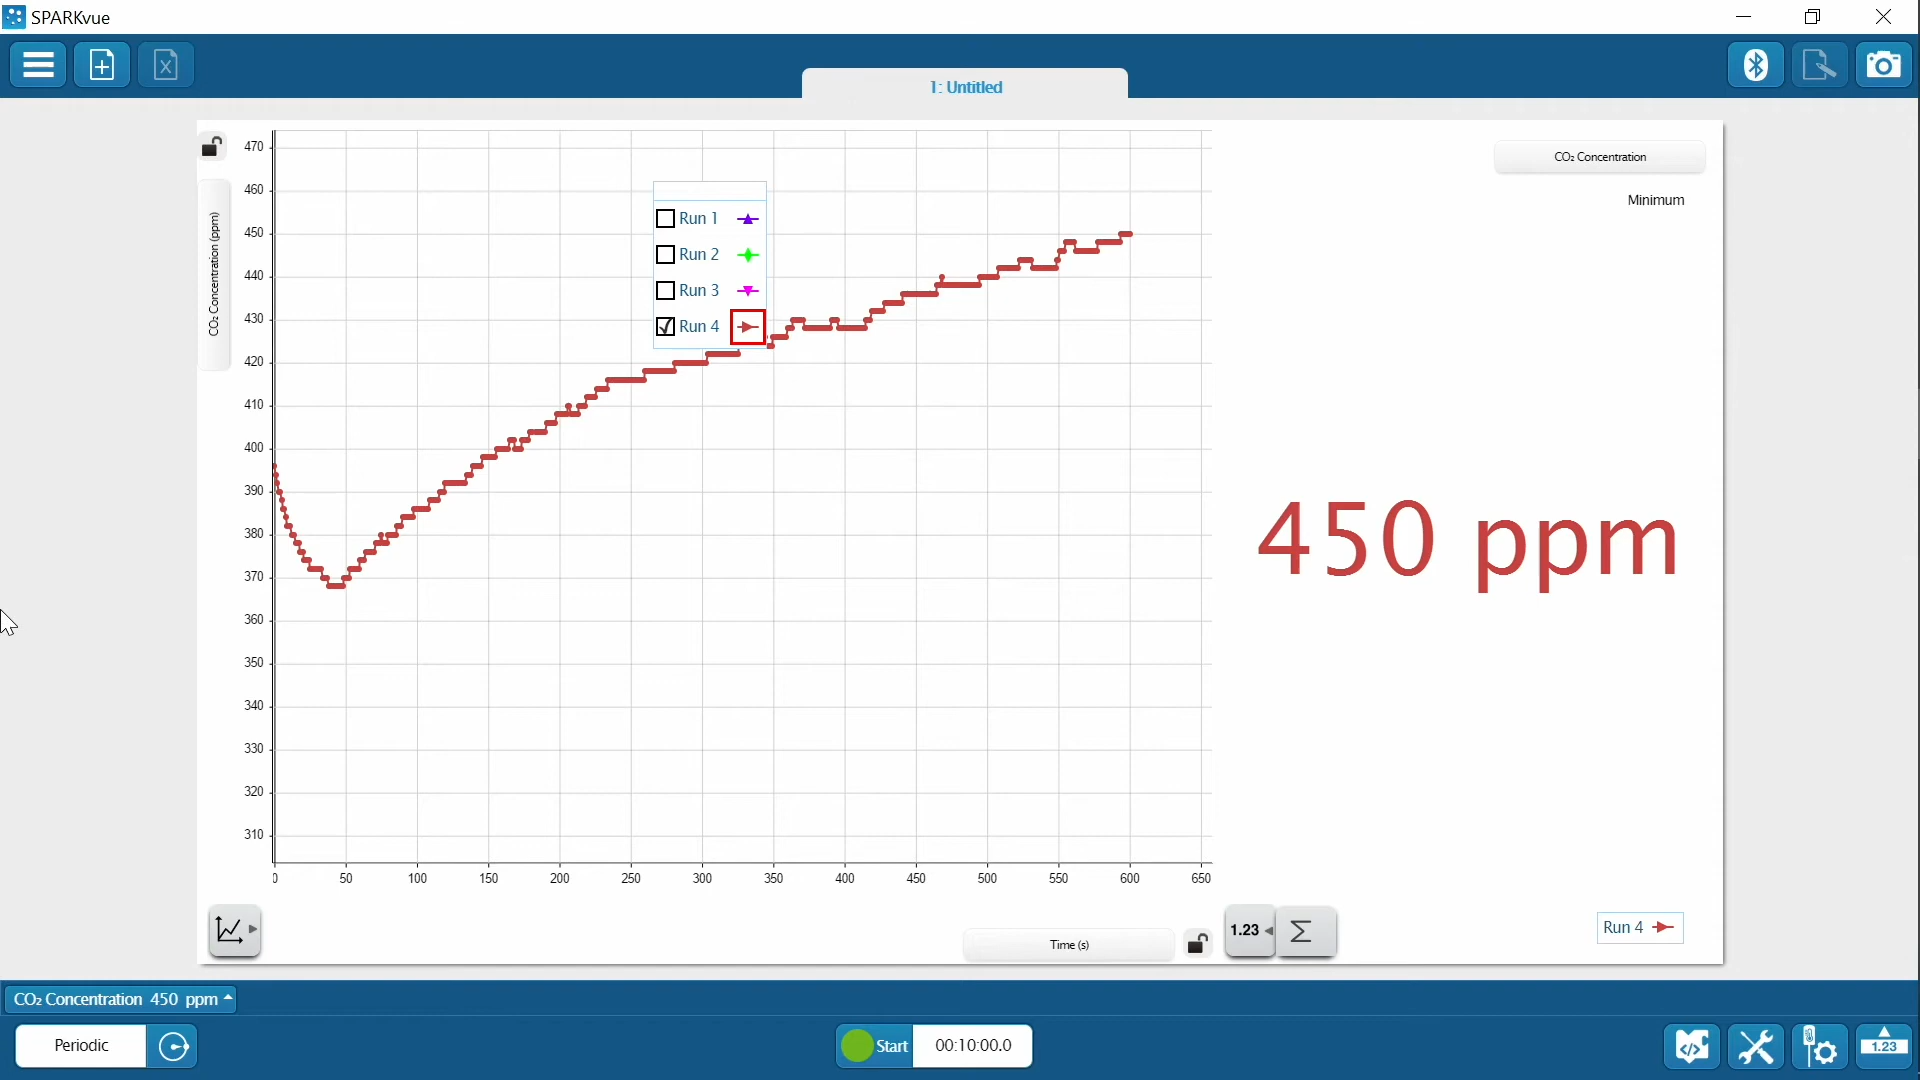 SPARKvue
1: Untitled
CO₂ Concentration (ppm)
470
460
450
440
430
420
410
400
390
380
370
360
350
340
330
320
310
Run 1
Run 2
Run 3
Run 4
0 50 100 150 200 250 300 350 400 450 500 550 600 650
Time (s)
CO₂ Concentration
Minimum
450 ppm
1.23
Σ
Run 4
CO₂ Concentration 450 ppm
Periodic
Start 00:10:00.0
1.23